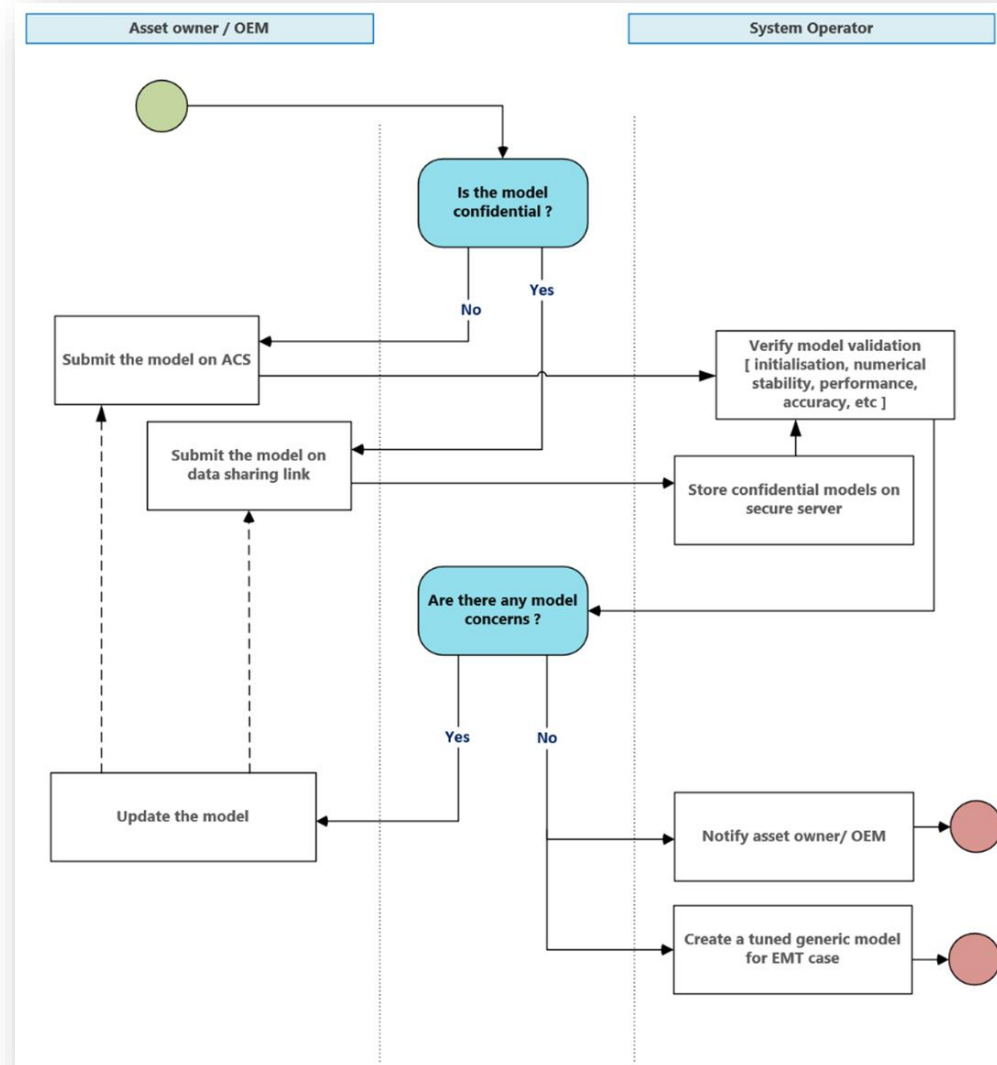 Asset owner / OEM
System Operator
Is the model
confidential ?
No
Yes
Submit the model on ACS
Verify model validation
[ initialisation, numerical
stability, performance,
accuracy, etc ]
Submit the model on
data sharing link
Store confidential models on
secure server
Are there any model
concerns ?
Yes
No
Update the model
Notify asset owner/ OEM
Create a tuned generic model
for EMT case